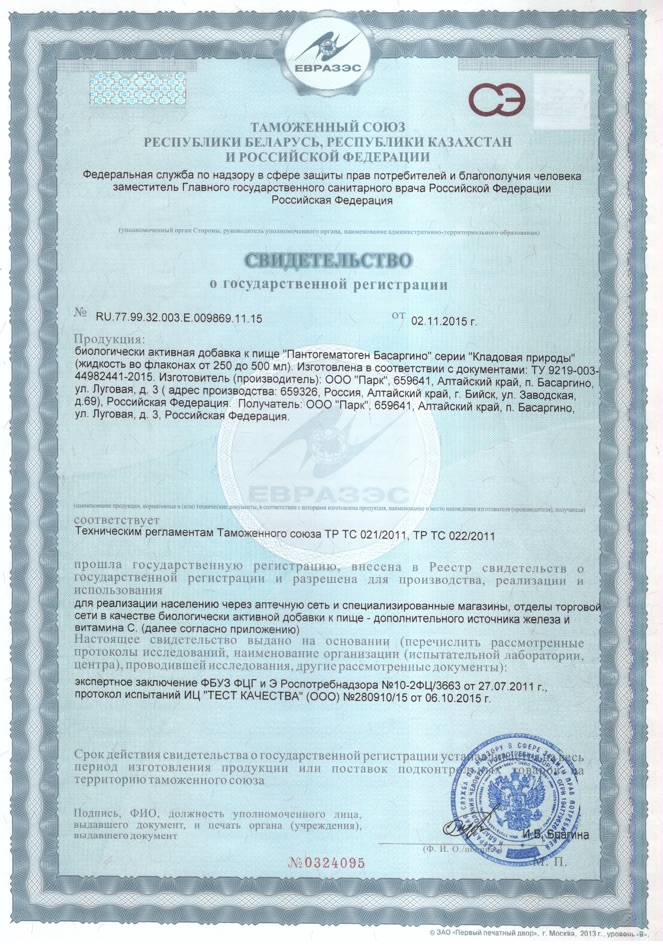 ЕВРАЗЭС
СЭ
ТАМОЖЕННЫЙ СОЮЗ
РЕСПУБЛИКИ БЕЛАРУСЬ, РЕСПУБЛИКИ КАЗАХСТАН
И РОССИЙСКОЙ ФЕДЕРАЦИИ
Федеральная служба по надзору в сфере защиты прав потребителей и благополучия человека
заместитель Главного государственного санитарного врача Российской Федерации
Российская Федерация
(уполномоченный орган Стороны, руководитель уполномоченного органа, наименование административно-территориального образования)
СВИДЕТЕЛЬСТВО
о государственной регистрации
№ RU.77.99.32.003.Е.009869.11.15 от 02.11.2015 г.
Продукция:
биологически активная добавка к пище "Пантогематоген Басаргино" серии "Кладовая природы"
(жидкость во флаконах от 250 до 500 мл). Изготовлена в соответствии с документами: ТУ 9219-003-
44982441-2015. Изготовитель (производитель): ООО "Парк", 659641, Алтайский край, п. Басаргино,
ул. Луговая, д. 3 ( адрес производства: 659326, Россия, Алтайский край, г. Бийск, ул. Заводская,
д.69), Российская Федерация. Получатель: ООО "Парк", 659641, Алтайский край, п. Басаргино,
ул. Луговая, д. 3, Российская Федерация.
ЕВРАЗЭС
(наименование продукции, нормативные и (или) технические документы, в соответствии с которыми изготовлена продукция, наименование и место нахождения изготовителя (производителя), получателя)
соответствует
Техническим регламентам Таможенного союза ТР ТС 021/2011, ТР ТС 022/2011
прошла государственную регистрацию, внесена в Реестр свидетельств о
государственной регистрации и разрешена для производства, реализации и
использования
для реализации населению через аптечную сеть и специализированные магазины, отделы торговой
сети в качестве биологически активной добавки к пище - дополнительного источника железа и
витамина С. (далее согласно приложению)
Настоящее свидетельство выдано на основании (перечислить рассмотренные
протоколы исследований, наименование организации (испытательной лаборатории,
центра), проводившей исследования, другие рассмотренные документы):
экспертное заключение ФБУЗ ФЦГ и Э Роспотребнадзора №10-2ФЦ/3663 от 27.07.2011 г.,
протокол испытаний ИЦ "ТЕСТ КАЧЕСТВА" (ООО) №280910/15 от 06.10.2015 г.
Срок действия свидетельства о государственной регистрации устанавливается на весь
период изготовления продукции или поставок подконтрольных товаров на
территорию таможенного союза
Подпись, ФИО, должность уполномоченного лица,
выдавшего документ, и печать органа (учреждения),
выдавшего документ
И.В. Брагина
(Ф. И. О./подпись)
М. П.
№0324095
© ЗАО «Первый печатный двор», г. Москва, 2013 г., уровень «В».